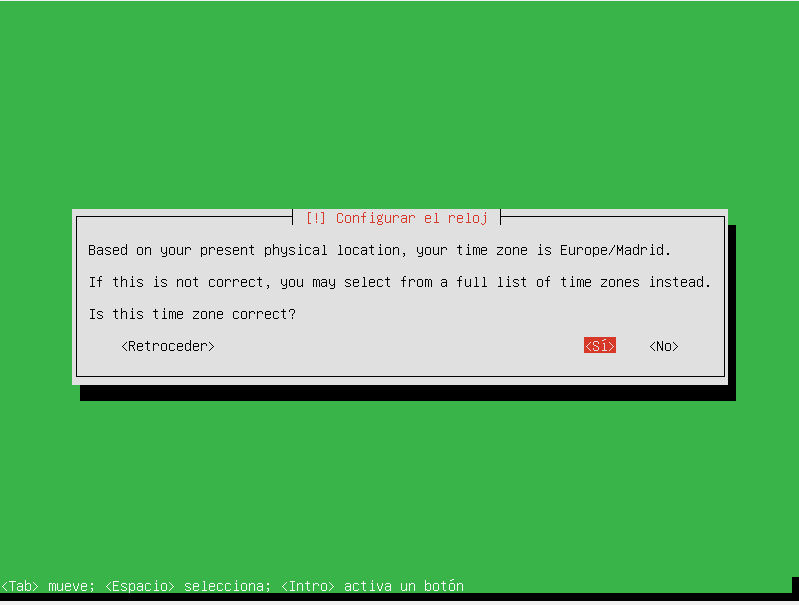 [!] Configurar el reloj
Based on your present physical location, your time zone is Europe/Madrid.
If this is not correct, you may select from a full list of time zones instead.
Is this time zone correct?
<Retroceder> <Sí> <No>
<Tab> mueve; <Espacio> selecciona; <Intro> activa un botón